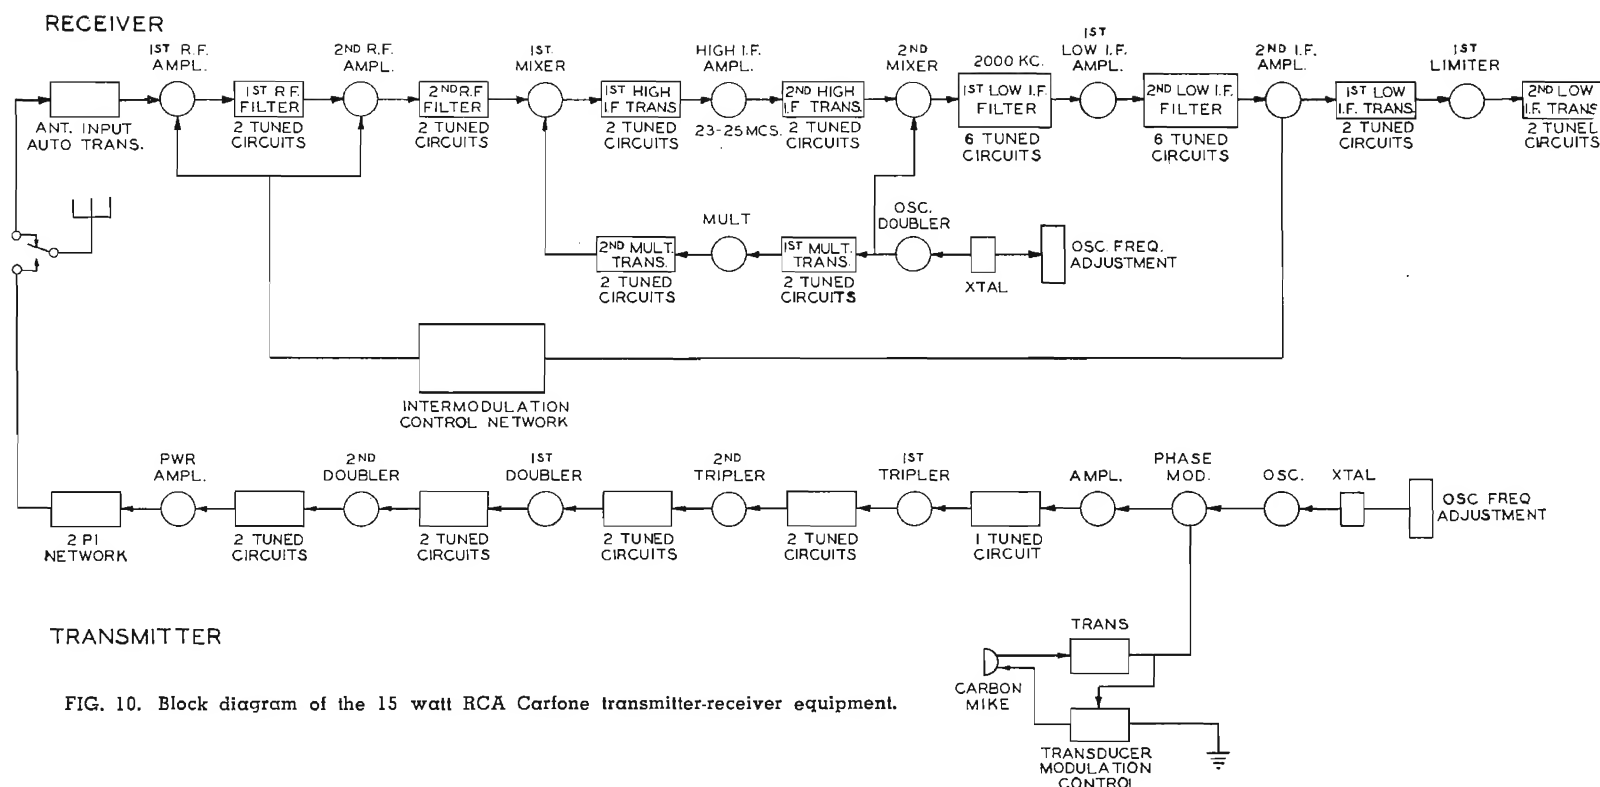 RECEIVER
1ST R.F.
AMPL.
2ND R.F.
AMPL.
1ST.
MIXER
HIGH I.F.
AMPL.
2ND
MIXER
2000 KC.
1ST
LOW I.F.
AMPL.
2ND I.F.
AMPL.
1ST
LIMITER
1ST R.F.
FILTER
2ND R.F
FILTER
1ST HIGH
I.F TRANS.
2ND HIGH
I.F. TRANS.
1ST LOW I.F.
FILTER
2ND LOW I.F.
FILTER
1ST LOW
I.F. TRANS.
2ND LOW
I.F. TRANS
ANT. INPUT
AUTO TRANS.
2 TUNED
CIRCUITS
2 TUNED
CIRCUITS
2 TUNED
CIRCUITS
23-25 MCS.
2 TUNED
CIRCUITS
6 TUNED
CIRCUITS
6 TUNED
CIRCUITS
2 TUNED
CIRCUITS
2 TUNED
CIRCUITS
2ND MULT.
TRANS.
MULT
1ST MULT.
TRANS.
OSC.
DOUBLER
XTAL
OSC. FREQ.
ADJUSTMENT
2 TUNED
CIRCUITS
2 TUNED
CIRCUITS
INTERMODULATION
CONTROL NETWORK
PWR
AMPL.
2ND
DOUBLER
1ST
DOUBLER
2ND
TRIPLER
1ST
TRIPLER
AMPL.
PHASE
MOD.
OSC.
XTAL
OSC FREQ
ADJUSTMENT
2 PI
NETWORK
2 TUNED
CIRCUITS
2 TUNED
CIRCUITS
2 TUNED
CIRCUITS
2 TUNED
CIRCUITS
1 TUNED
CIRCUIT
TRANSMITTER
TRANS
CARBON
MIKE
TRANSDUCER
MODULATION
CONTROL
FIG. 10. Block diagram of the 15 watt RCA Carfone transmitter-receiver equipment.